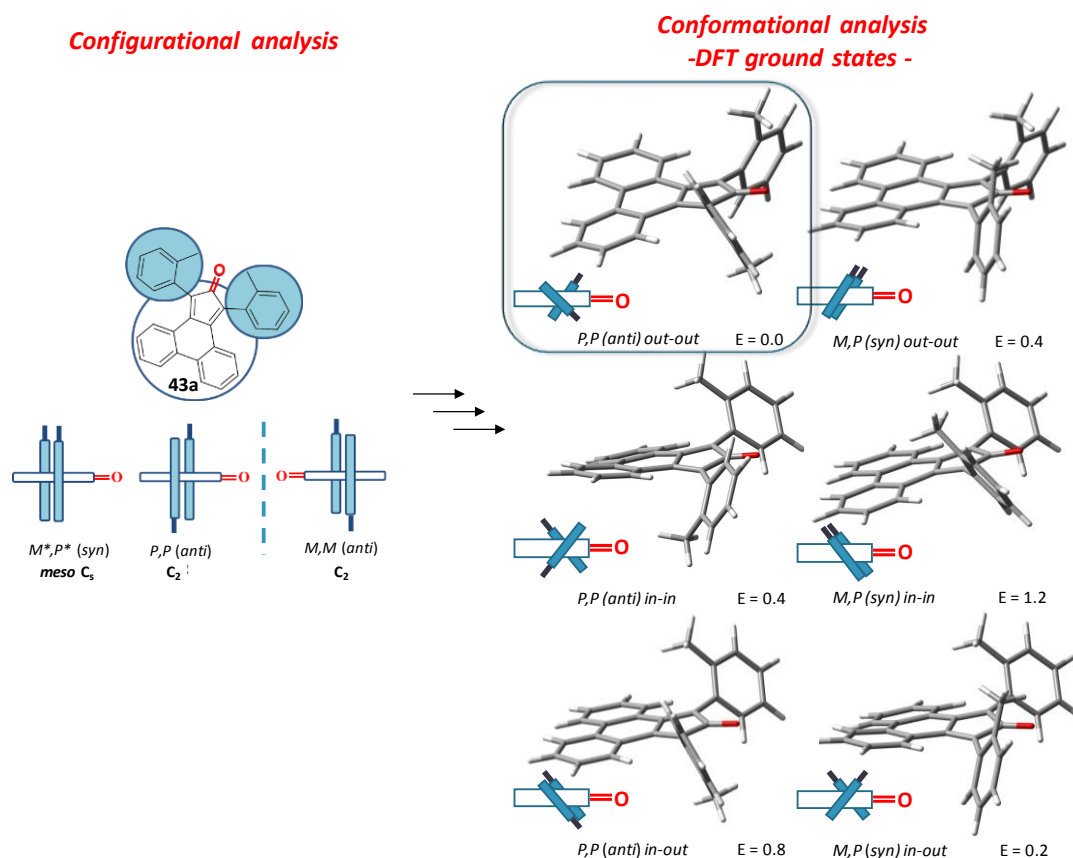 Configurational analysis
Conformational analysis
-DFT ground states -
O
43a
O
O
O
M*,P* (syn)
meso Cs
P,P (anti)
C2
M,M (anti)
C2
O
P,P (anti) out-out E = 0.0
O
M,P (syn) out-out E = 0.4
O
P,P (anti) in-in E = 0.4
O
M,P (syn) in-in E = 1.2
O
P,P (anti) in-out E = 0.8
O
M,P (syn) in-out E = 0.2